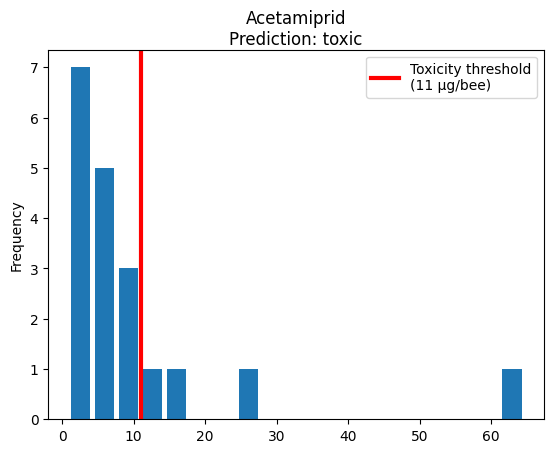 Acetamiprid
Prediction: toxic
Toxicity threshold
(11 µg/bee)
Frequency
7
6
5
4
3
2
1
0
0 10 20 30 40 50 60